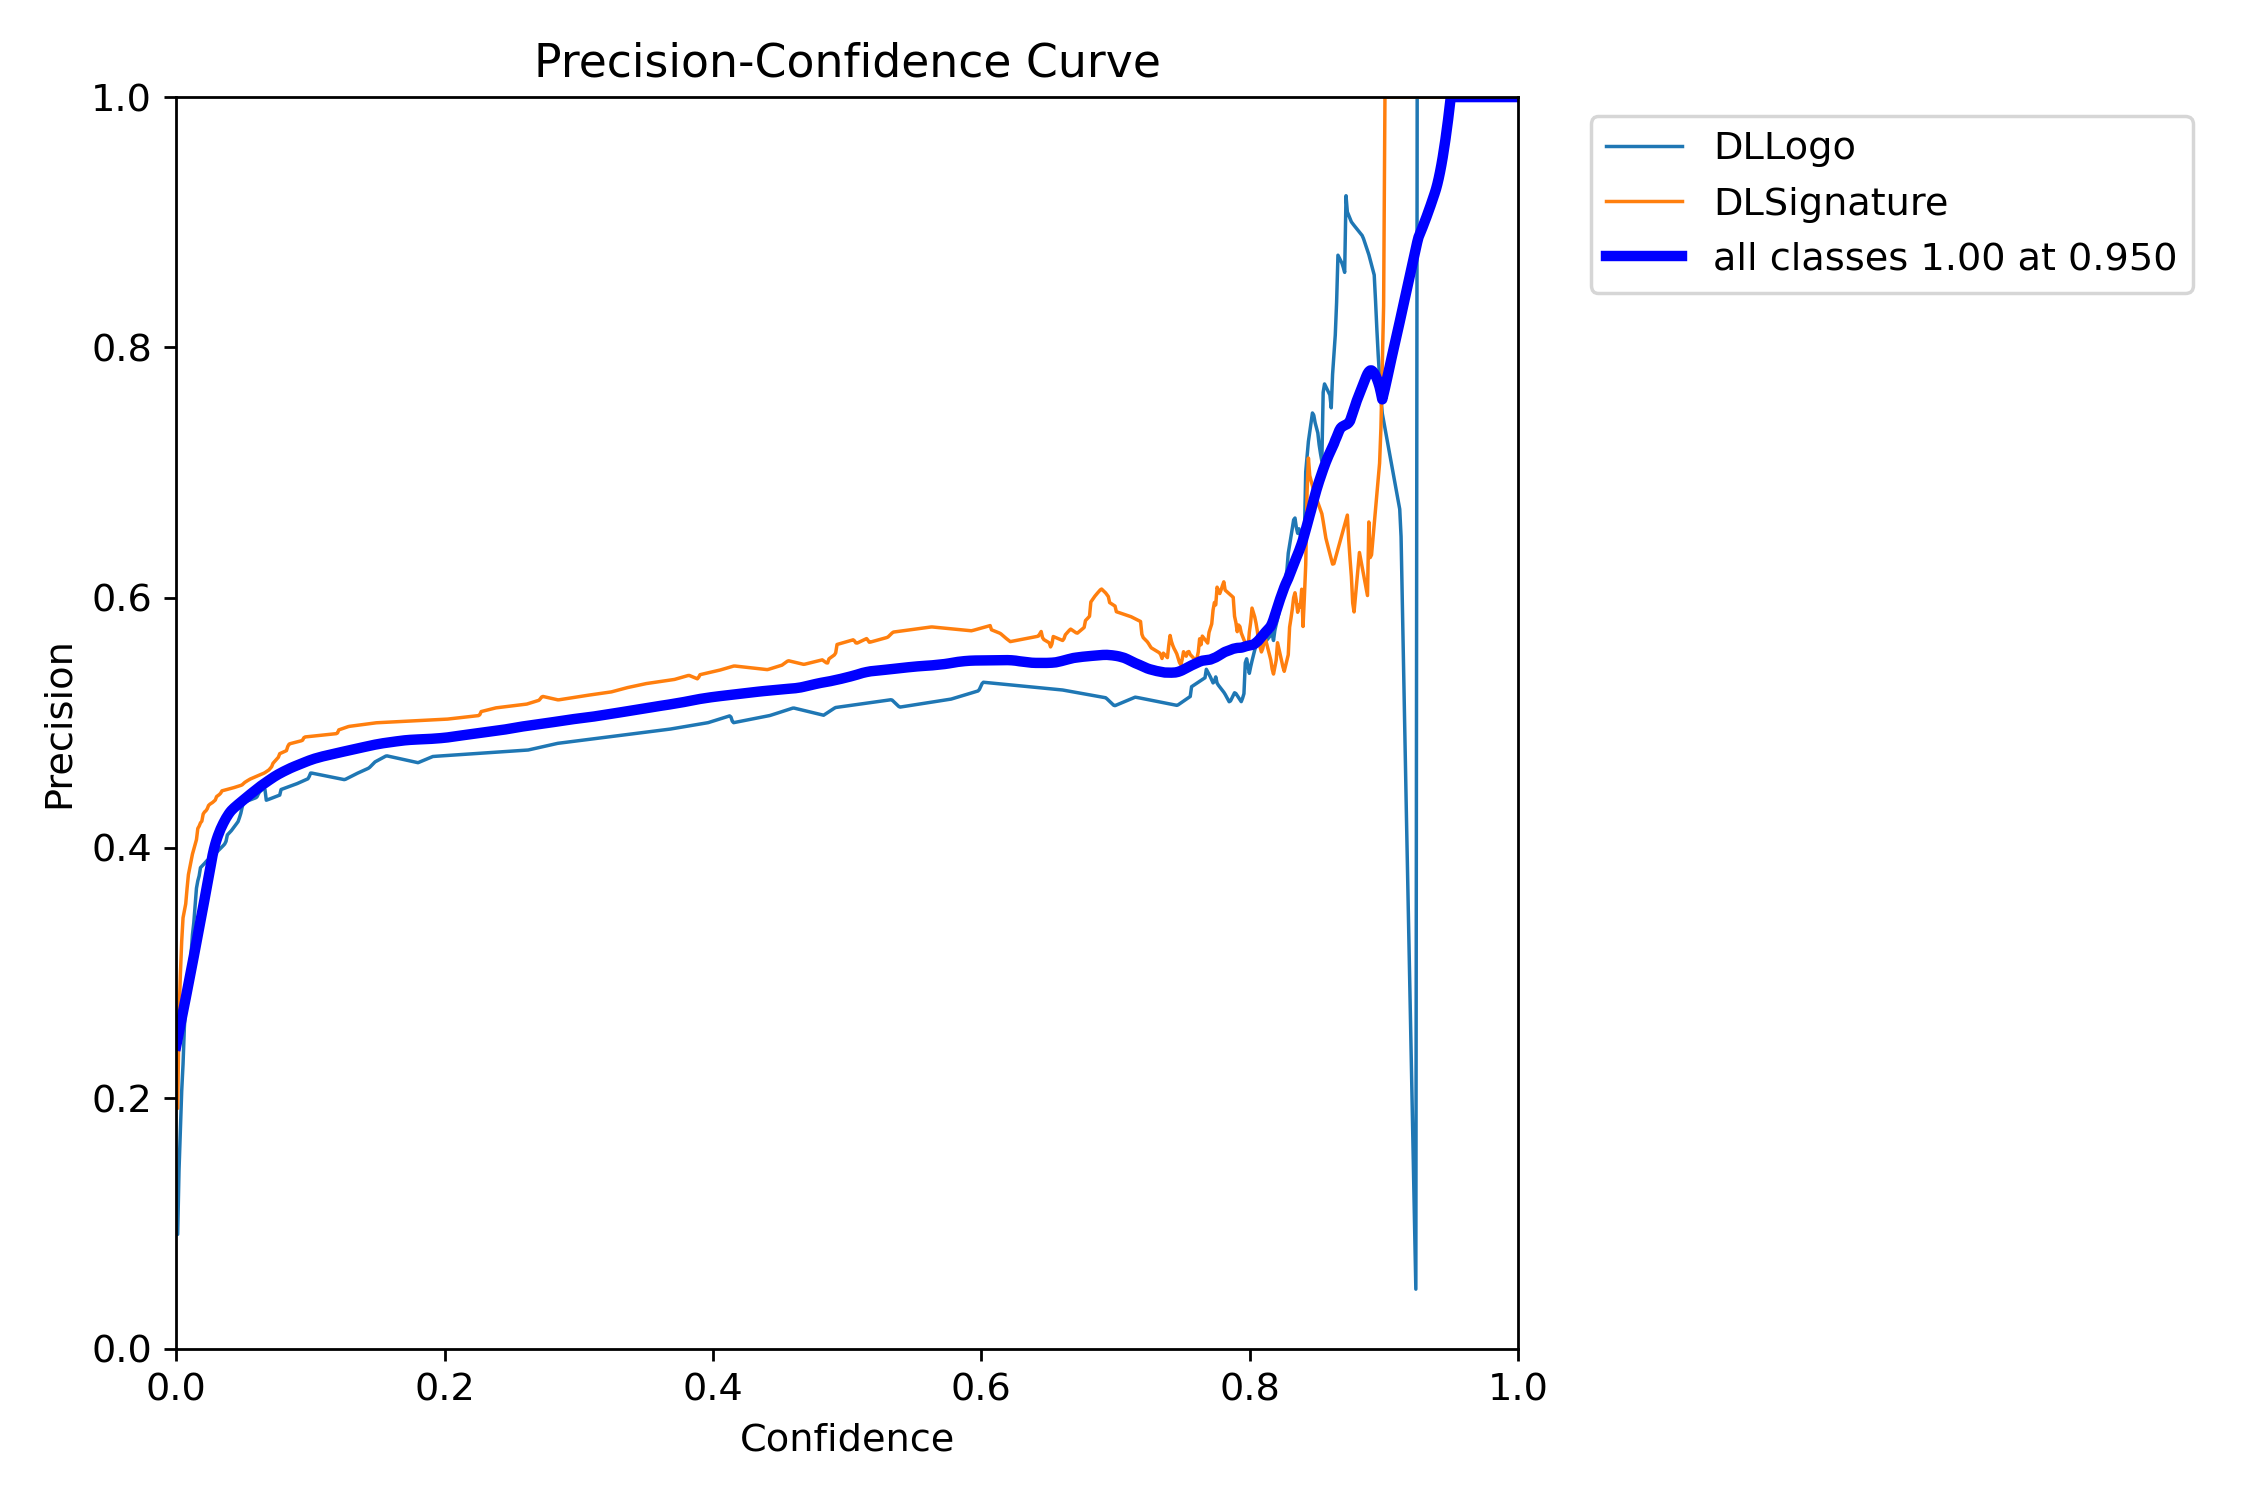 Precision-Confidence Curve
1.0
0.8
0.6
0.4
0.2
0.0
Precision
0.0 0.2 0.4 0.6 0.8 1.0
Confidence
DLLogo
DLSignature
all classes 1.00 at 0.950